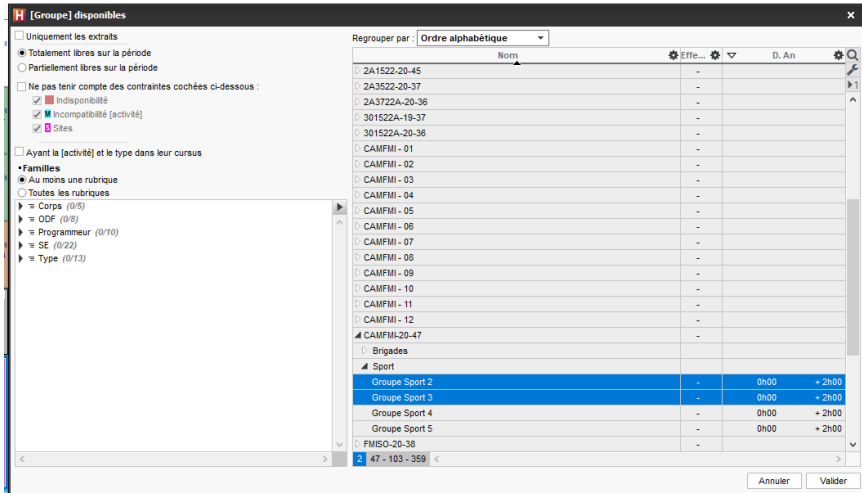 H [Groupe] disponibles
Uniquement les extraits
Totalement libres sur la période
Partiellement libres sur la période
Ne pas tenir compte des contraintes cochées ci-dessous :
Indisponibilité
M Incompatibilité [activité]
S Sites
Ayant la [activité] et le type dans leur cursus
•Familles
Au moins une rubrique
Toutes les rubriques
Corps (0/5)
ODF (0/8)
Programmeur (0/10)
SE (0/22)
Type (0/13)
Regrouper par : Ordre alphabétique
Nom Effe... D. An
1
2A1522-20-45 -
2A3522-20-37 -
2A3722A-20-36 -
301522A-19-37 -
301522A-20-36 -
CAMFMI - 01 -
CAMFMI - 02 -
CAMFMI - 03 -
CAMFMI - 04 -
CAMFMI - 05 -
CAMFMI - 06 -
CAMFMI - 07 -
CAMFMI - 08 -
CAMFMI - 09 -
CAMFMI - 10 -
CAMFMI - 11 -
CAMFMI - 12 -
CAMFMI-20-47 -
Brigades
Sport
Groupe Sport 2 - 0h00 + 2h00
Groupe Sport 3 - 0h00 + 2h00
Groupe Sport 4 - 0h00 + 2h00
Groupe Sport 5 - 0h00 + 2h00
FMISO-20-38 -
2 47 - 103 - 359
Annuler Valider